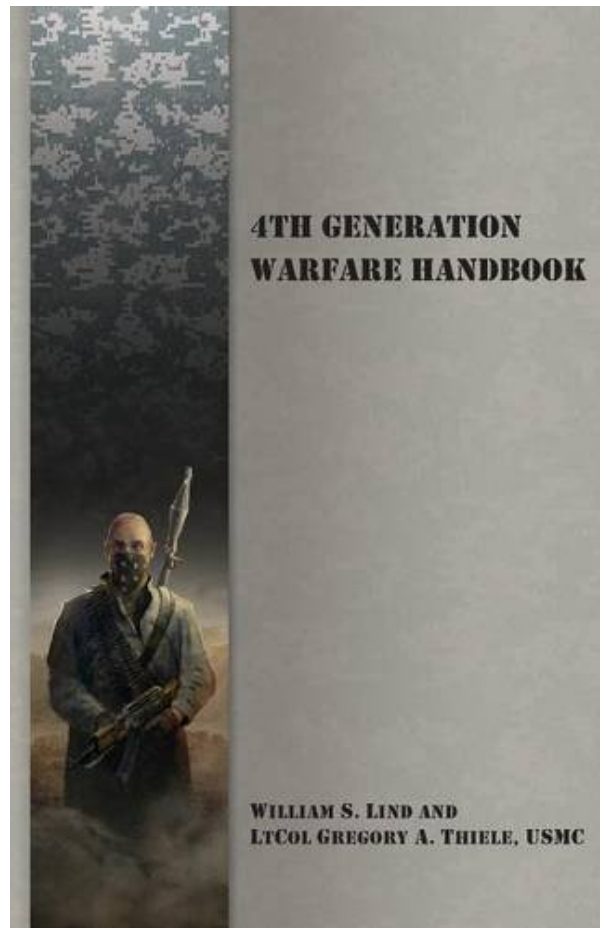 4TH GENERATION
WARFARE HANDBOOK
WILLIAM S. LIND AND
LTCOL GREGORY A. THIELE, USMC